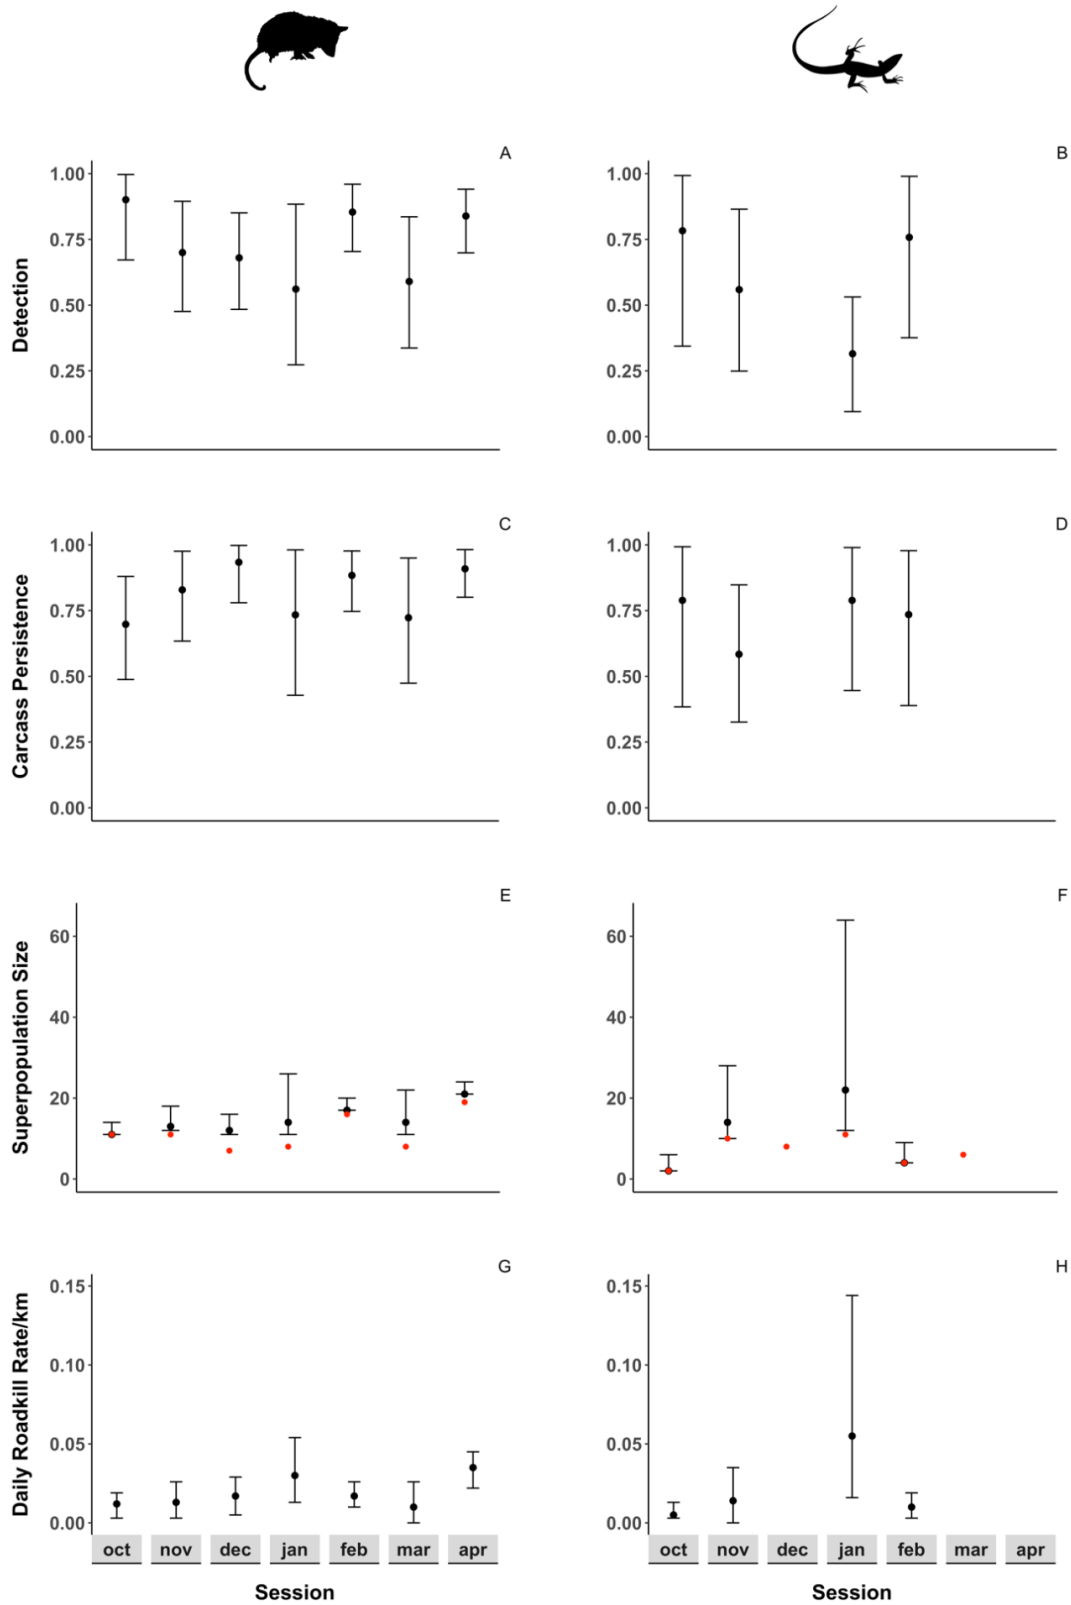 A
B
Detection
1.00
0.75
0.50
0.25
0.00
1.00
0.75
0.50
0.25
0.00
C
D
Carcass Persistence
1.00
0.75
0.50
0.25
0.00
1.00
0.75
0.50
0.25
0.00
E
F
Superpopulation Size
60
40
20
0
60
40
20
0
G
H
Daily Roadkill Rate/km
0.15
0.10
0.05
0.00
0.15
0.10
0.05
0.00
oct nov dec jan feb mar apr
oct nov dec jan feb mar apr
Session
Session